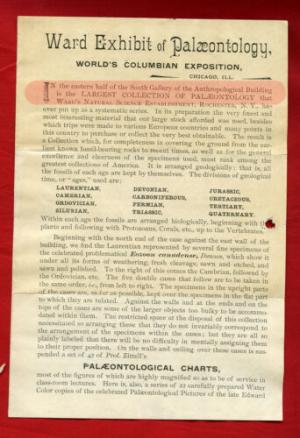 Ward Exhibit of Palæontology,
WORLD'S COLUMBIAN EXPOSITION,
CHICAGO, ILL.
IN the eastern half of the South Gallery of the Anthropological Building
is the LARGEST COLLECTION OF PALÆONTOLOGY that
WARD'S NATURAL SCIENCE ESTABLISHMENT, ROCHESTER, N. Y., has
ever put up as a systematic series. In its preparation the very finest and
most interesting material that our large stock afforded was used, besides
which trips were made to various European countries and many points in
this country to purchase or collect the very best obtainable. The result is
a Collection which, for completeness in covering the ground from the earl-
iest known fossil-bearing rocks to recent times, as well as for the general
excellence and clearness of the specimens used, must rank among the
greatest collections of America. It is arranged geologically: that is, all
the fossils of each age are kept by themselves. The divisions of geological
time, or "ages," used are:
LAURENTIAN, DEVONIAN, JURASSIC,
CAMBRIAN, CARBONIFEROUS, CRETACEOUS,
ORDOVICIAN, PERMIAN, TERTIARY,
SILURIAN, TRIASSIC, QUATERNARY.
Within each age the fossils are arranged biologically, beginning with the
plants and following with Protozoans, Corals, etc., up to the Vertebrates.
Beginning with the north end of the case against the east wall of the
building, we find the Laurentian represented by several fine specimens of
the celebrated problematical Eozoon canadense, Dawson, which show it
under all its forms of weathering, fresh cleavage, sawn and etched, and
sawn and polished. To the right of this comes the Cambrian, followed by
the Ordovician, etc. The five double cases that follow are to be taken in
the same order, i.e., from left to right. The specimens in the upright parts
of the cases are, as far as possible, kept over the specimens in the flat part
to which they are related. Against the walls and at the ends and on the
tops of the cases are some of the larger objects too bulky to be accommo-
dated within them. The restricted space at the disposal of this collection
necessitated so arranging these that they do not invariably correspond to
the arrangement of the specimens within the cases; but they are all so
plainly labeled that there will be no difficulty in mentally assigning them
to their proper position. On the walls and ceiling over these cases is sus-
pended a set of 42 of Prof. Zittell's
PALÆONTOLOGICAL CHARTS,
most of the figures of which are highly magnified so as to be of service in
class-room lectures. Here is, also, a series of 22 carefully prepared Water
Color copies of the celebrated Palæontological Pictures of the late Edward